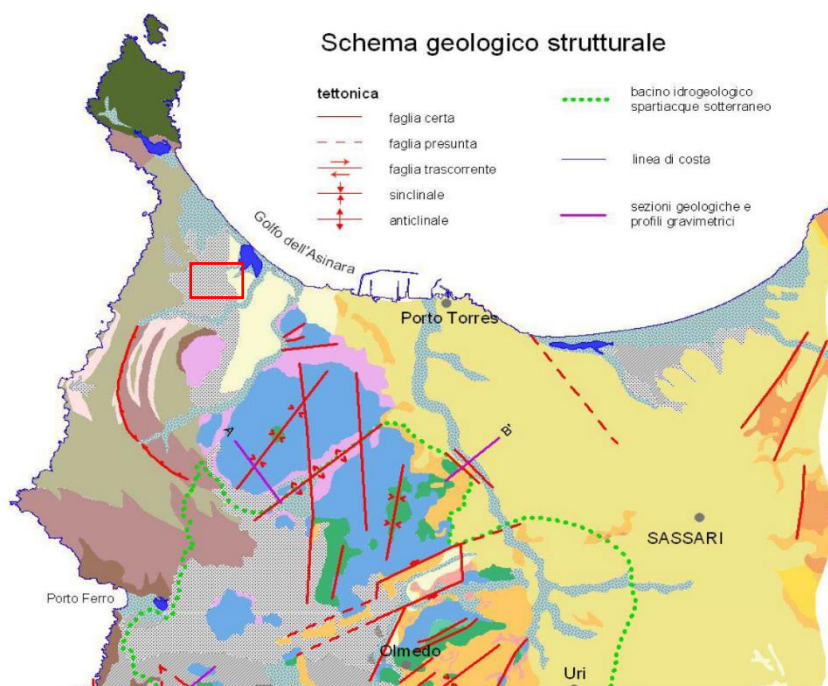 Schema geologico strutturale
tettonica
faglia certa
faglia presunta
faglia trascorrente
sinclinale
anticlinale
bacino idrogeologico
spartiacque sotterraneo
linea di costa
sezioni geologiche e
profili gravimetrici
Golfo dell'Asinara
Porto Torres
A
B'
SASSARI
Porto Ferro
Olmedo
Uri